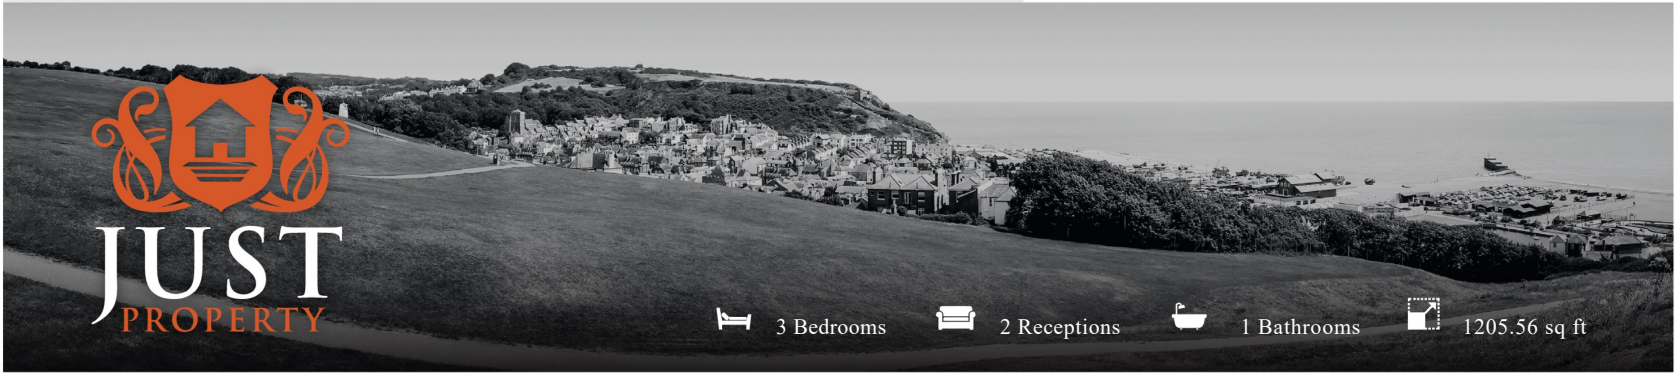 JUST
PROPERTY
3 Bedrooms
2 Receptions
1 Bathrooms
1205.56 sq ft